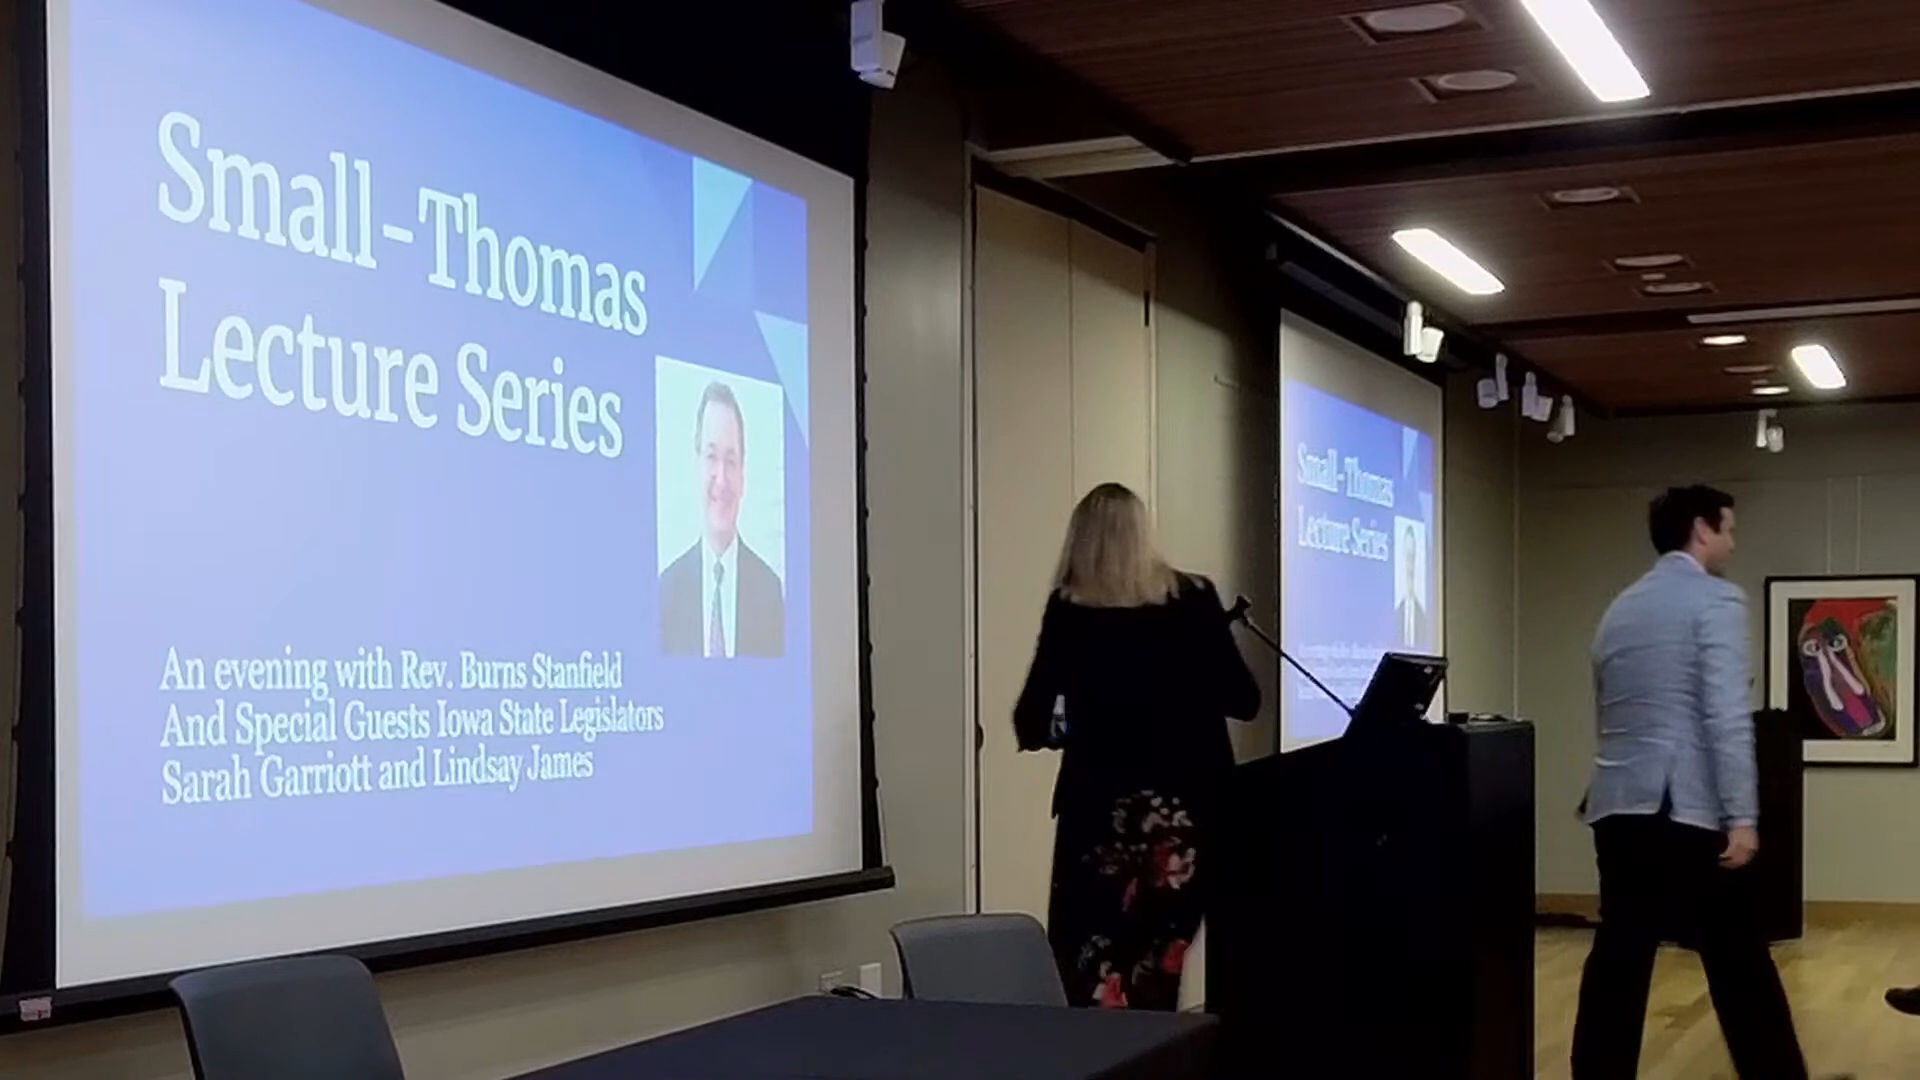 Small-Thomas
Lecture Series
An evening with Rev. Burns Stanfield
And Special Guests Iowa State Legislators
Sarah Garriott and Lindsay James
Small-Thomas
Lecture Series